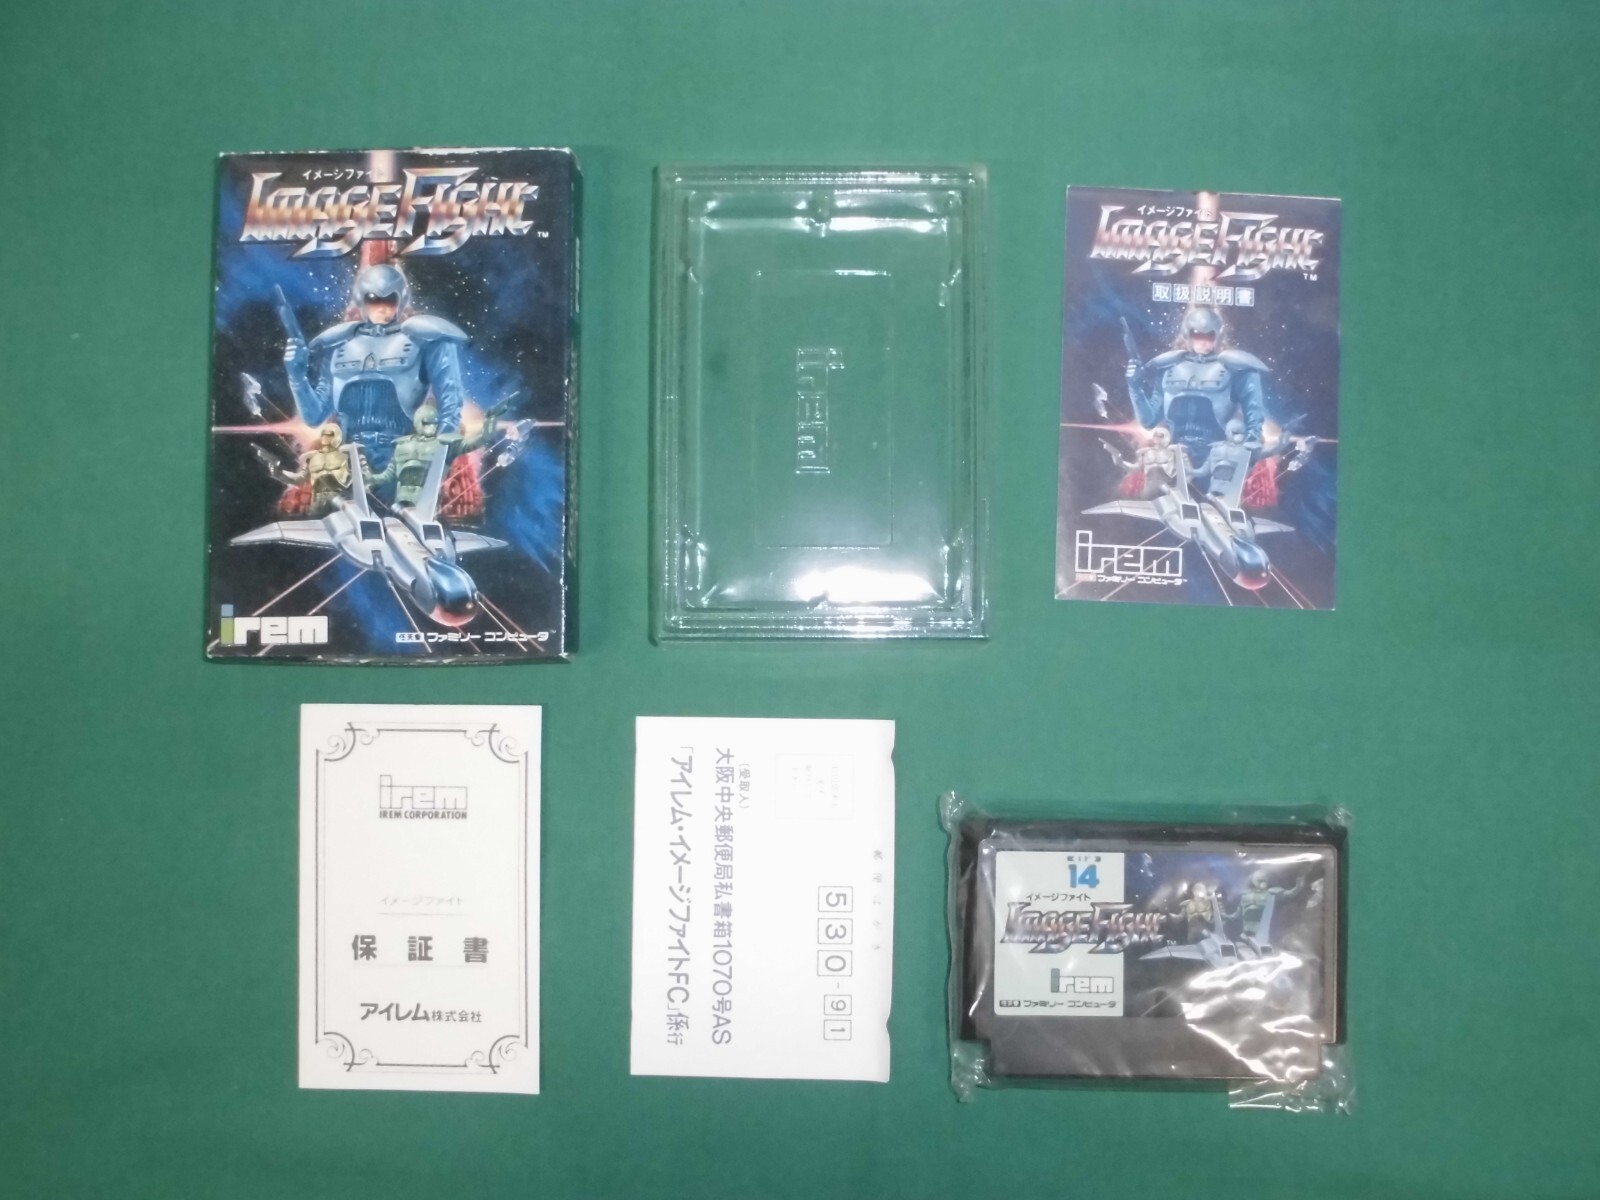 イメージファイト
IMAGE FIGHT
TM
irem
任天堂 ファミリー コンピュータ TM
irem
イメージファイト
IMAGE FIGHT
TM
取扱説明書
irem
ファミリー コンピュータ TM
irem
IREM CORPORATION
イメージファイト
保証書
アイレム株式会社
郵便はがき
530-91
(受取人)
大阪中央郵便局私書箱1070号AS
「アイレム・イメージファイトFC」係行
14
イメージファイト
IMAGE FIGHT
TM
irem
任天堂 ファミリー コンピュータ TM